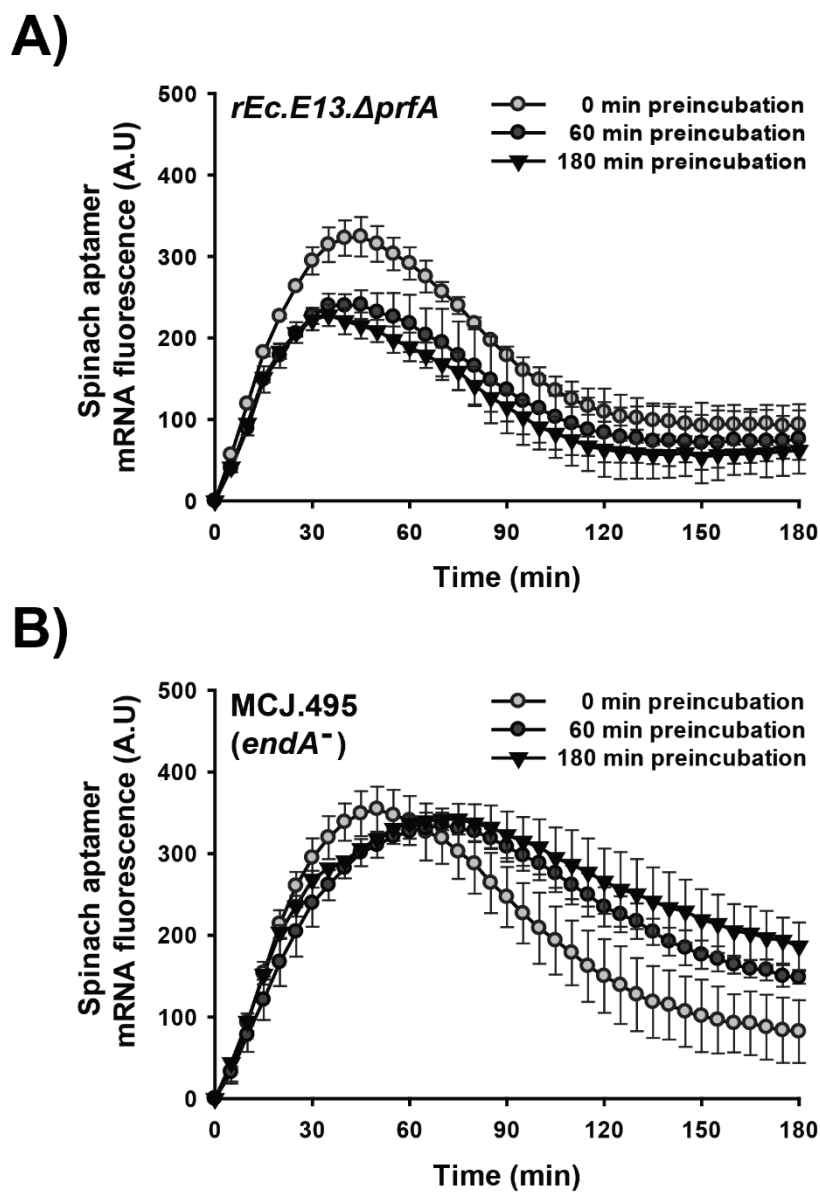 A)
rEc.E13.ΔprfA
0 min preincubation
60 min preincubation
180 min preincubation
Spinach aptamer
mRNA fluorescence (A.U)
500
400
300
200
100
0
0 30 60 90 120 150 180
Time (min)
B)
MCJ.495
(endA⁻)
0 min preincubation
60 min preincubation
180 min preincubation
Spinach aptamer
mRNA fluorescence (A.U)
500
400
300
200
100
0
0 30 60 90 120 150 180
Time (min)